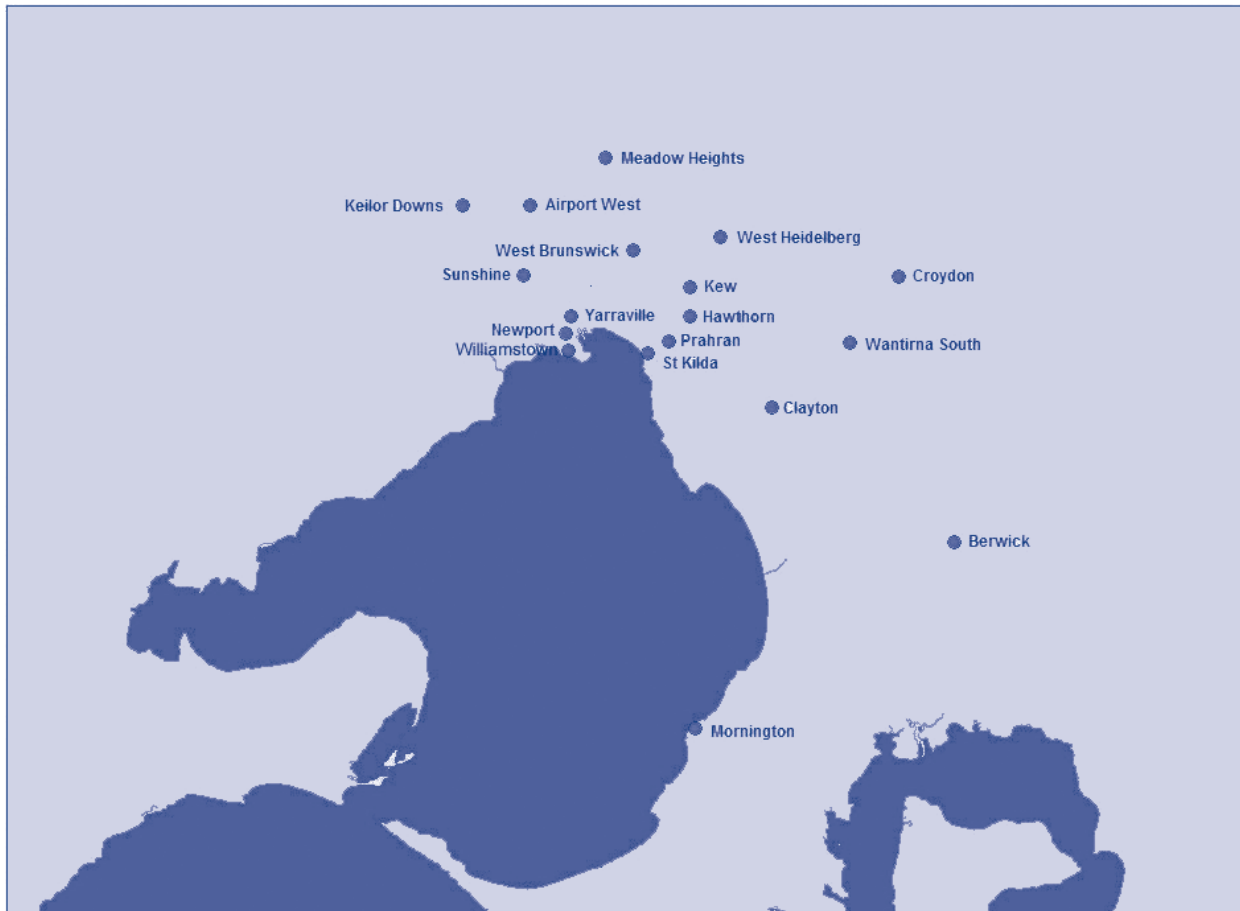 Meadow Heights
Keilor Downs
Airport West
West Heidelberg
West Brunswick
Sunshine
Croydon
Kew
Yarraville
Hawthorn
Newport
Prahran
Wantirna South
Williamstown
St Kilda
Clayton
Berwick
Mornington